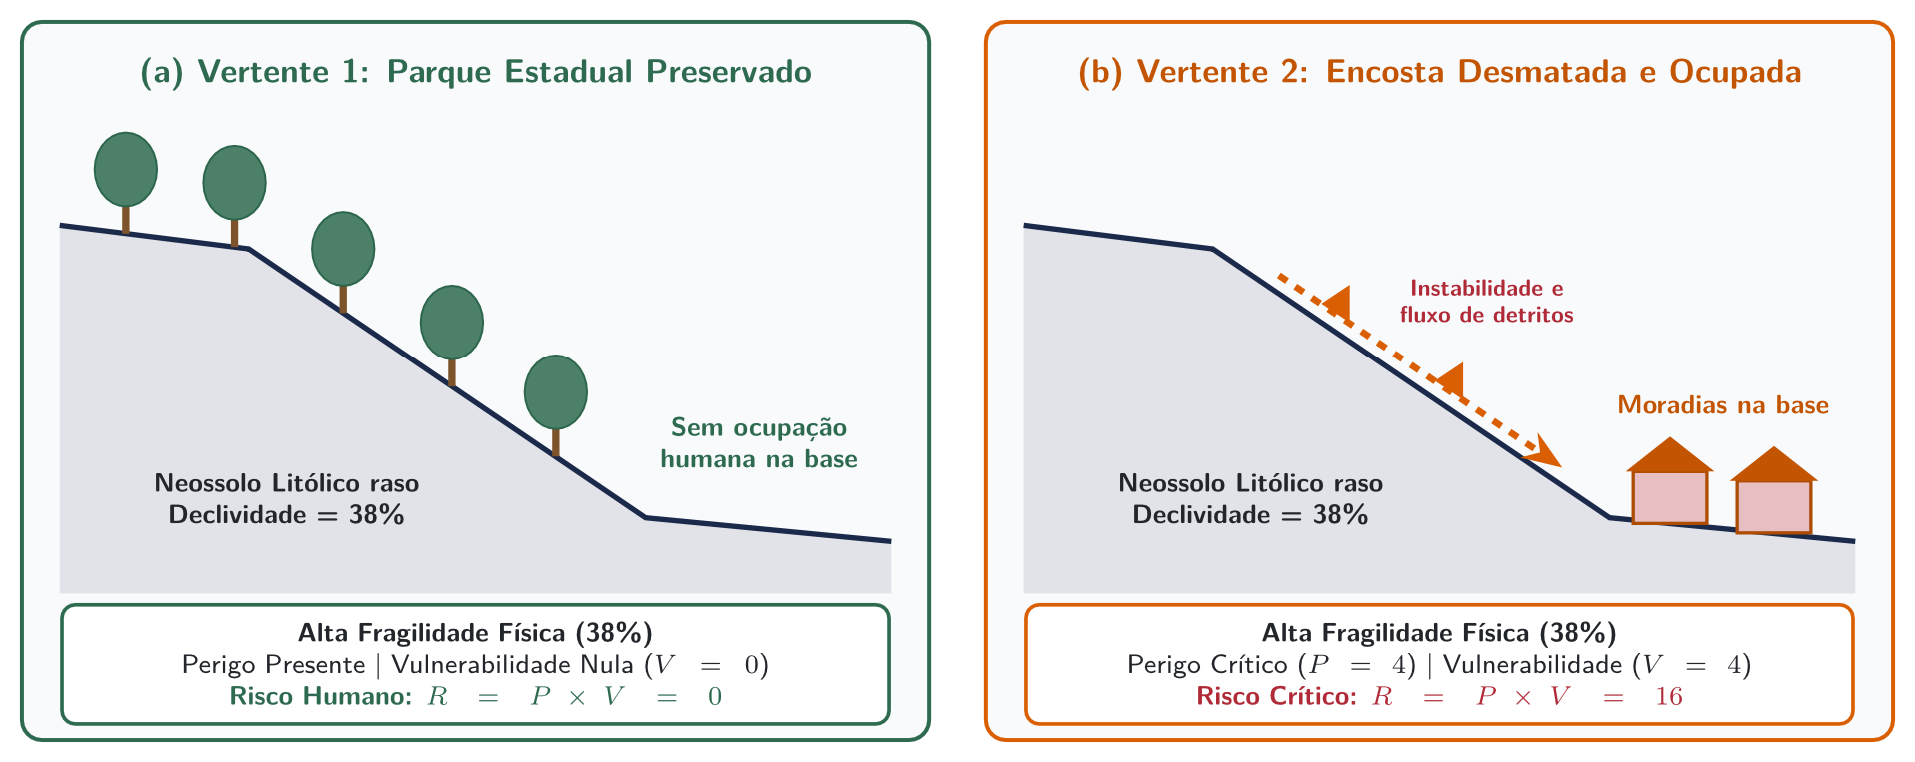 (a) Vertente 1: Parque Estadual Preservado
Sem ocupação
humana na base
Neossolo Litólico raso
Declividade = 38%
Alta Fragilidade Física (38%)
Perigo Presente | Vulnerabilidade Nula (V = 0)
Risco Humano: R = P × V = 0
(b) Vertente 2: Encosta Desmatada e Ocupada
Instabilidade e
fluxo de detritos
Moradias na base
Neossolo Litólico raso
Declividade = 38%
Alta Fragilidade Física (38%)
Perigo Crítico (P = 4) | Vulnerabilidade (V = 4)
Risco Crítico: R = P × V = 16